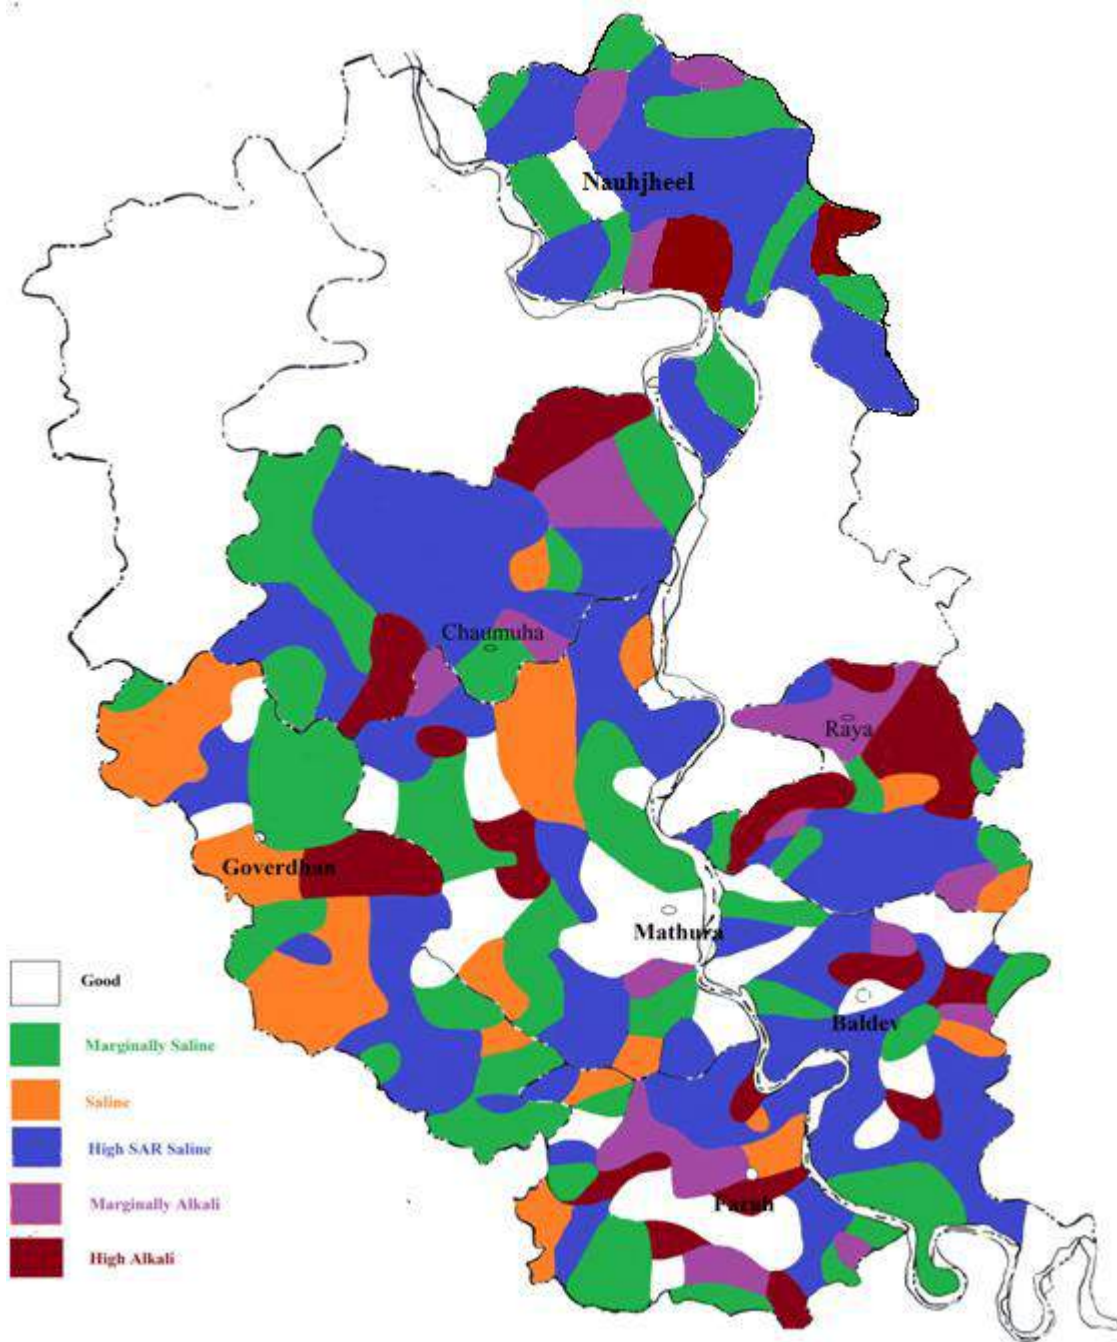 Nauhjheel
Chaumuha
Raya
Goverdhan
Mathura
Good
Baldev
Marginally Saline
Saline
High SAR Saline
Marginally Alkali
Farah
High Alkali